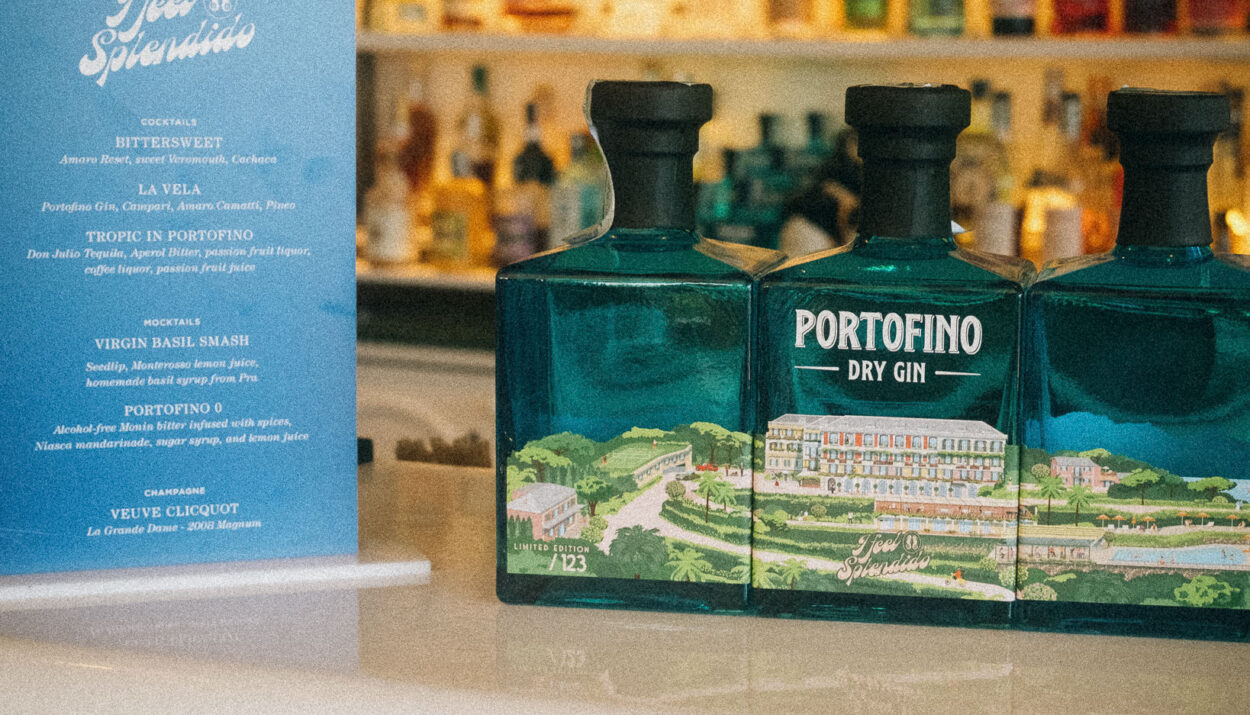 I feel
Splendido
COCKTAILS
BITTERSWEET
Amaro Reset, sweet Veromouth, Cachaca
LA VELA
Portofino Gin, Campari, Amaro Camatti, Pineo
TROPIC IN PORTOFINO
Don Julio Tequila, Aperol Bitter, passion fruit liquor,
coffee liquor, passion fruit juice
MOCKTAILS
VIRGIN BASIL SMASH
Seedlip, Monterosso lemon juice,
homemade basil syrup from Pra
PORTOFINO 0
Alcohol-free Monin bitter infused with spices,
Niasca mandarinade, sugar syrup, and lemon juice
CHAMPAGNE
VEUVE CLICQUOT
La Grande Dame - 2008 Magnum
LIMITED EDITION
/123
PORTOFINO
DRY GIN
I feel
Splendido